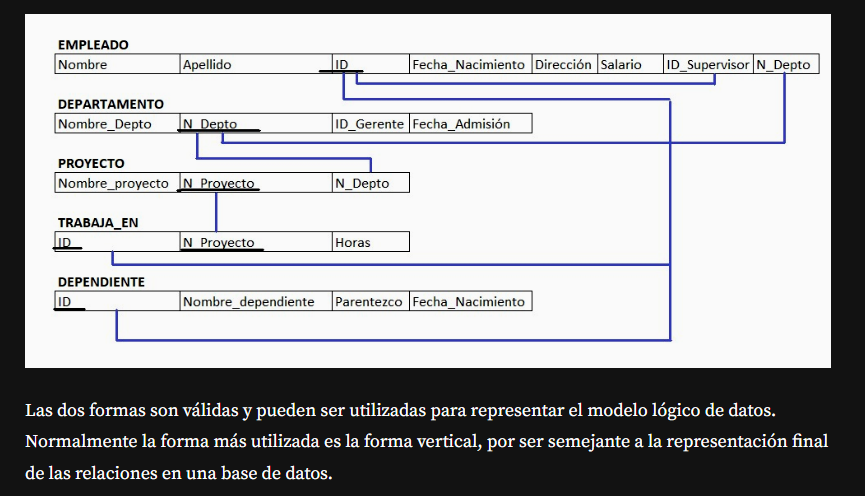 EMPLEADO
Nombre Apellido ID Fecha_Nacimiento Dirección Salario ID_Supervisor N_Depto
DEPARTAMENTO
Nombre_Depto N_Depto ID_Gerente Fecha_Admisión
PROYECTO
Nombre_proyecto N_Proyecto N_Depto
TRABAJA_EN
ID N_Proyecto Horas
DEPENDIENTE
ID Nombre_dependiente Parentezco Fecha_Nacimiento
Las dos formas son válidas y pueden ser utilizadas para representar el modelo lógico de datos.
Normalmente la forma más utilizada es la forma vertical, por ser semejante a la representación final
de las relaciones en una base de datos.